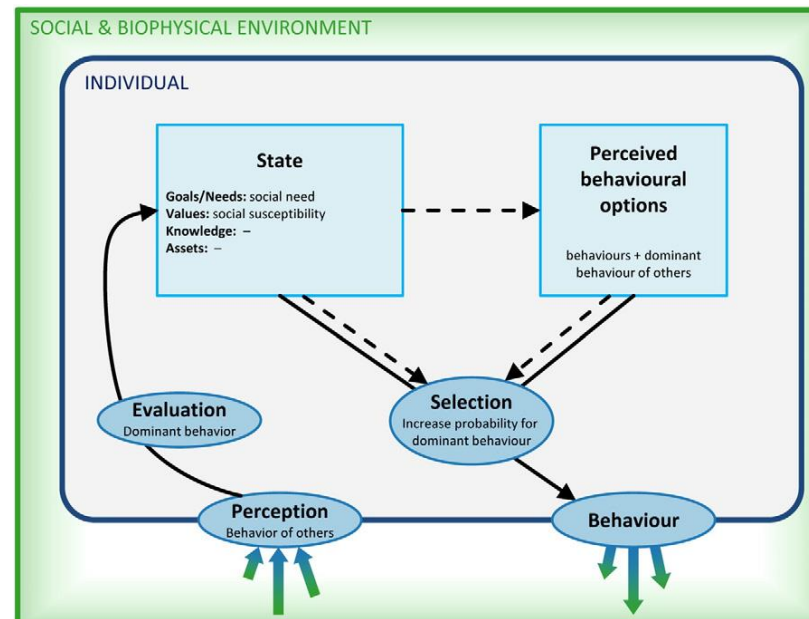 SOCIAL & BIOPHYSICAL ENVIRONMENT
INDIVIDUAL
State
Goals/Needs: social need
Values: social susceptibility
Knowledge: –
Assets: –
Perceived
behavioural
options
behaviours + dominant
behaviour of others
Evaluation
Dominant behavior
Selection
Increase probability for
dominant behaviour
Perception
Behavior of others
Behaviour